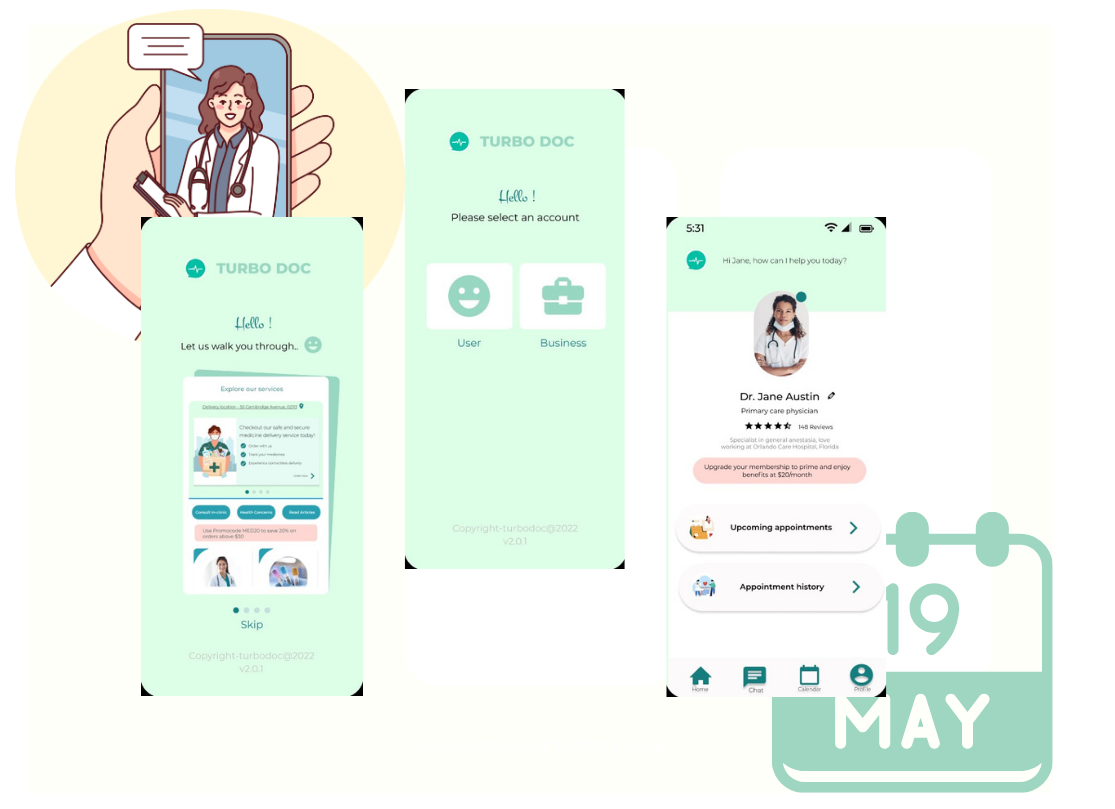 TURBO DOC
Hello !
Let us walk you through..
Explore our services
Delivery location - 50 Cambridge Avenue,
Checkout our safe and secure
medicine delivery service today!
Order with us
Track your medicines
Experience contactless delivery
Consult in-clinic
Health Concerns
Read Articles
Use Promocode MED20 to save 20% on
orders above $30
Skip
Copyright-turbodoc@2022
v2.0.1
TURBO DOC
Hello !
Please select an account
User
Business
Copyright-turbodoc@2022
v2.0.1
5:31
Hi Jane, how can I help you today?
Dr. Jane Austin
Primary care physician
148 Reviews
Specialist in general anestasia, love
working at Orlando Care Hospital, Florida
Upgrade your membership to prime and enjoy
benefits at $20/month
Upcoming appointments
Appointment history
Home
Chat
Calendar
Profile
19
MAY